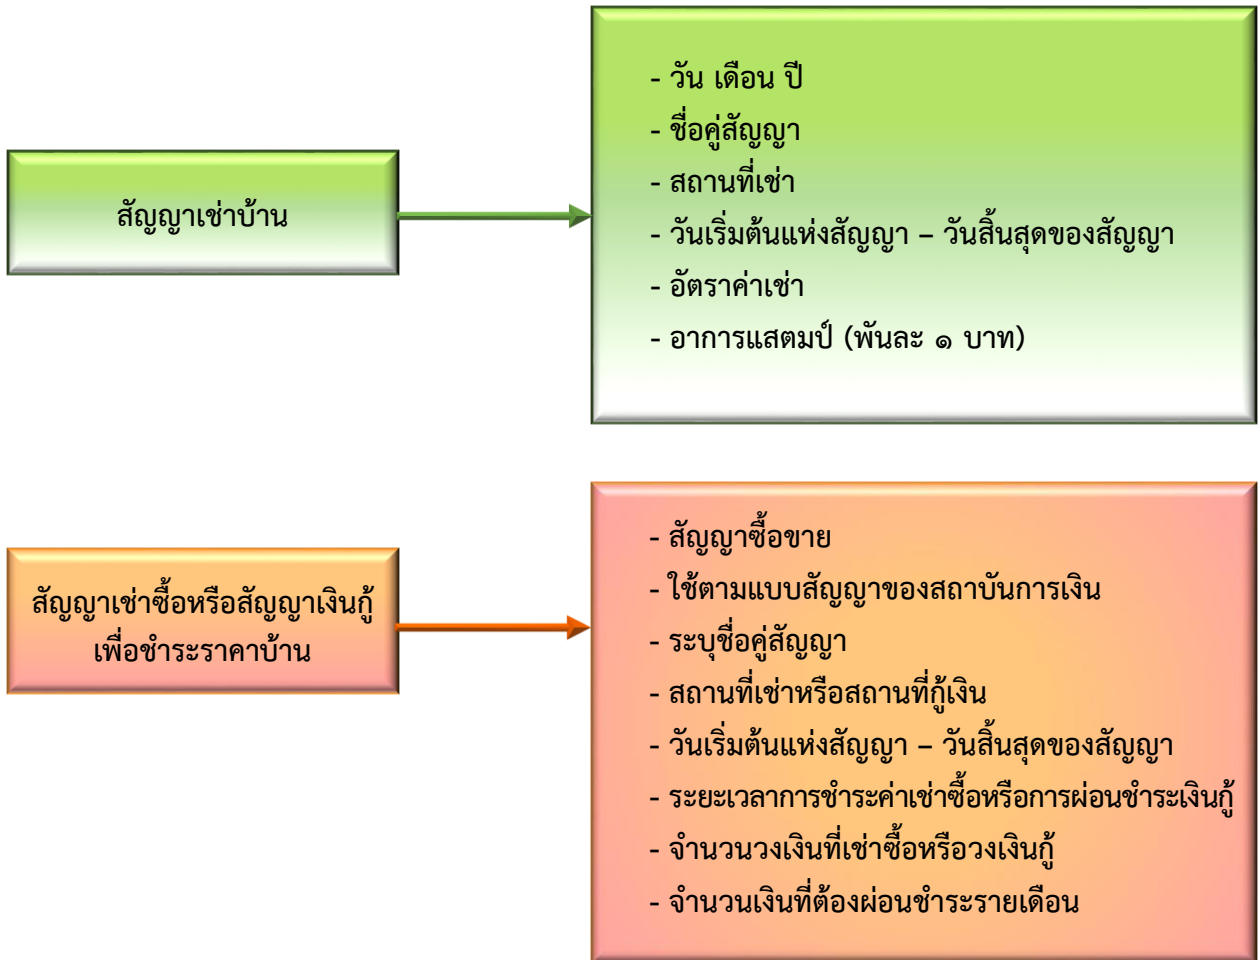 สัญญาเช่าบ้าน
- วัน เดือน ปี
- ชื่อคู่สัญญา
- สถานที่เช่า
- วันเริ่มต้นแห่งสัญญา – วันสิ้นสุดของสัญญา
- อัตราค่าเช่า
- อาการแสตมป์ (พันละ ๑ บาท)
สัญญาเช่าซื้อหรือสัญญาเงินกู้
เพื่อชำระราคาบ้าน
- สัญญาซื้อขาย
- ใช้ตามแบบสัญญาของสถาบันการเงิน
- ระบุชื่อคู่สัญญา
- สถานที่เช่าหรือสถานที่กู้เงิน
- วันเริ่มต้นแห่งสัญญา – วันสิ้นสุดของสัญญา
- ระยะเวลาการชำระค่าเช่าซื้อหรือการผ่อนชำระเงินกู้
- จำนวนวงเงินที่เช่าซื้อหรือวงเงินกู้
- จำนวนเงินที่ต้องผ่อนชำระรายเดือน